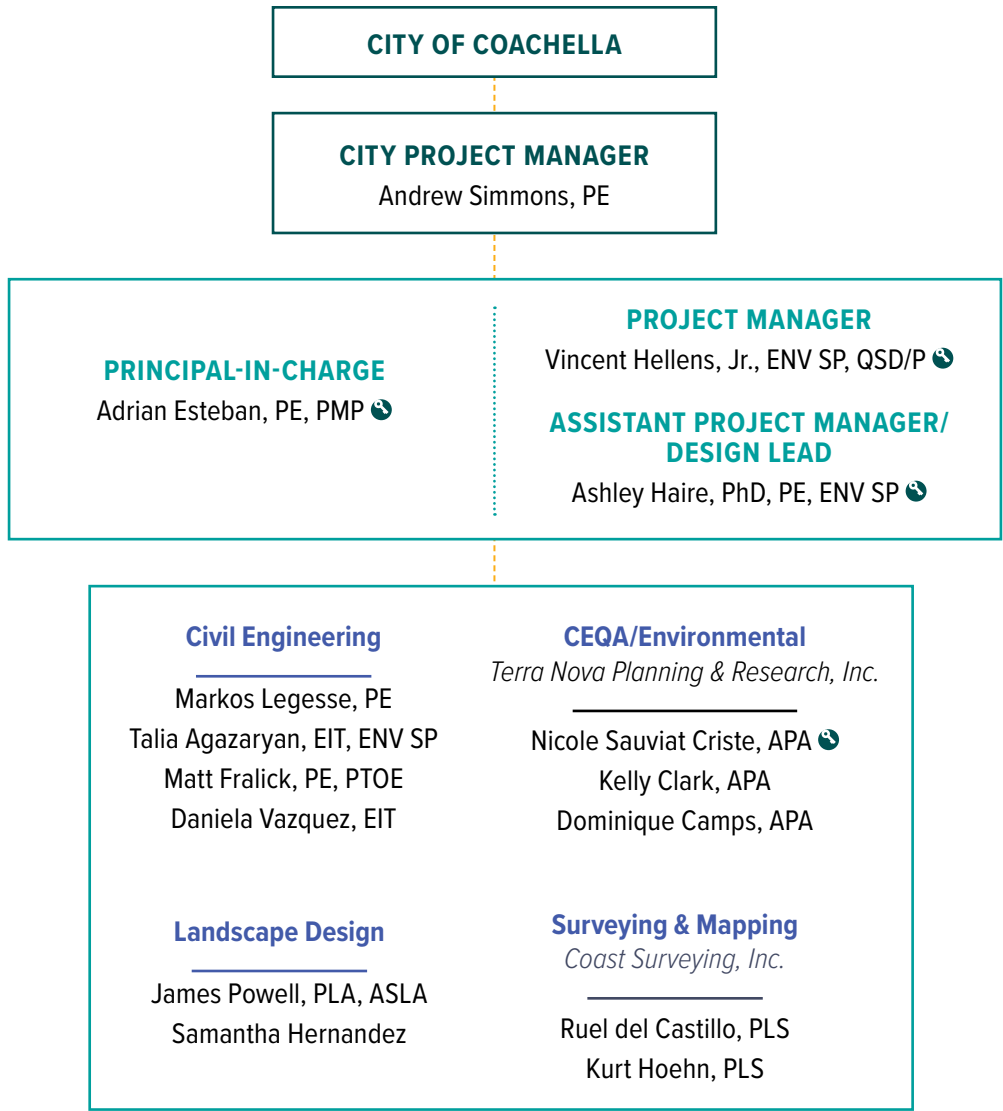 CITY OF COACHELLA
CITY PROJECT MANAGER
Andrew Simmons, PE
PRINCIPAL-IN-CHARGE
Adrian Esteban, PE, PMP
PROJECT MANAGER
Vincent Hellens, Jr., ENV SP, QSD/P
ASSISTANT PROJECT MANAGER/
DESIGN LEAD
Ashley Haire, PhD, PE, ENV SP
Civil Engineering
Markos Legesse, PE
Talia Agazaryan, EIT, ENV SP
Matt Fralick, PE, PTOE
Daniela Vazquez, EIT
CEQA/Environmental
Terra Nova Planning & Research, Inc.
Nicole Sauviat Criste, APA
Kelly Clark, APA
Dominique Camps, APA
Landscape Design
James Powell, PLA, ASLA
Samantha Hernandez
Surveying & Mapping
Coast Surveying, Inc.
Ruel del Castillo, PLS
Kurt Hoehn, PLS